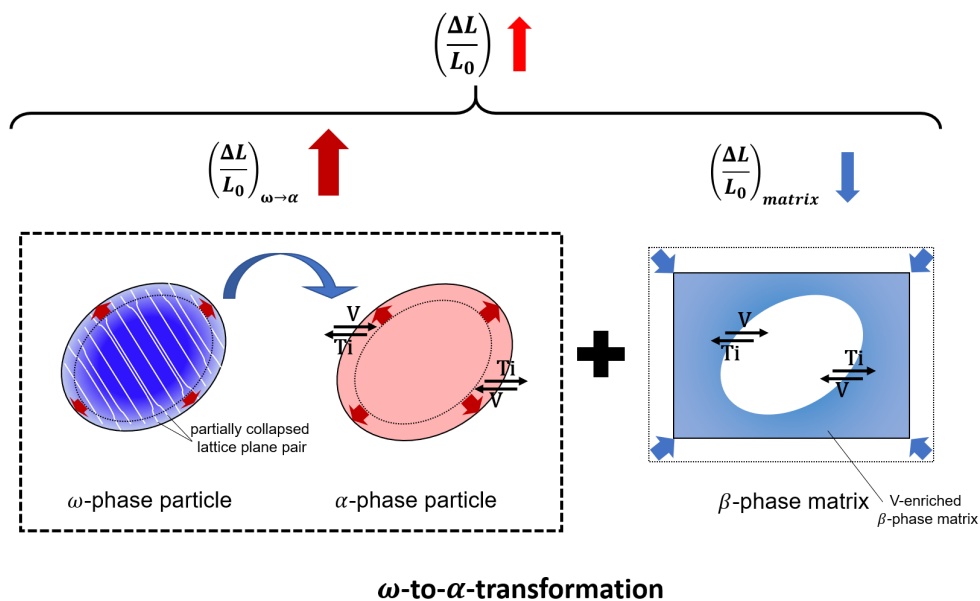 (ΔL/L₀)
(ΔL/L₀)ω→α
(ΔL/L₀)matrix
V
Ti
Ti
V
V
Ti
Ti
V
partially collapsed
lattice plane pair
ω-phase particle
α-phase particle
β-phase matrix
V-enriched
β-phase matrix
ω-to-α-transformation